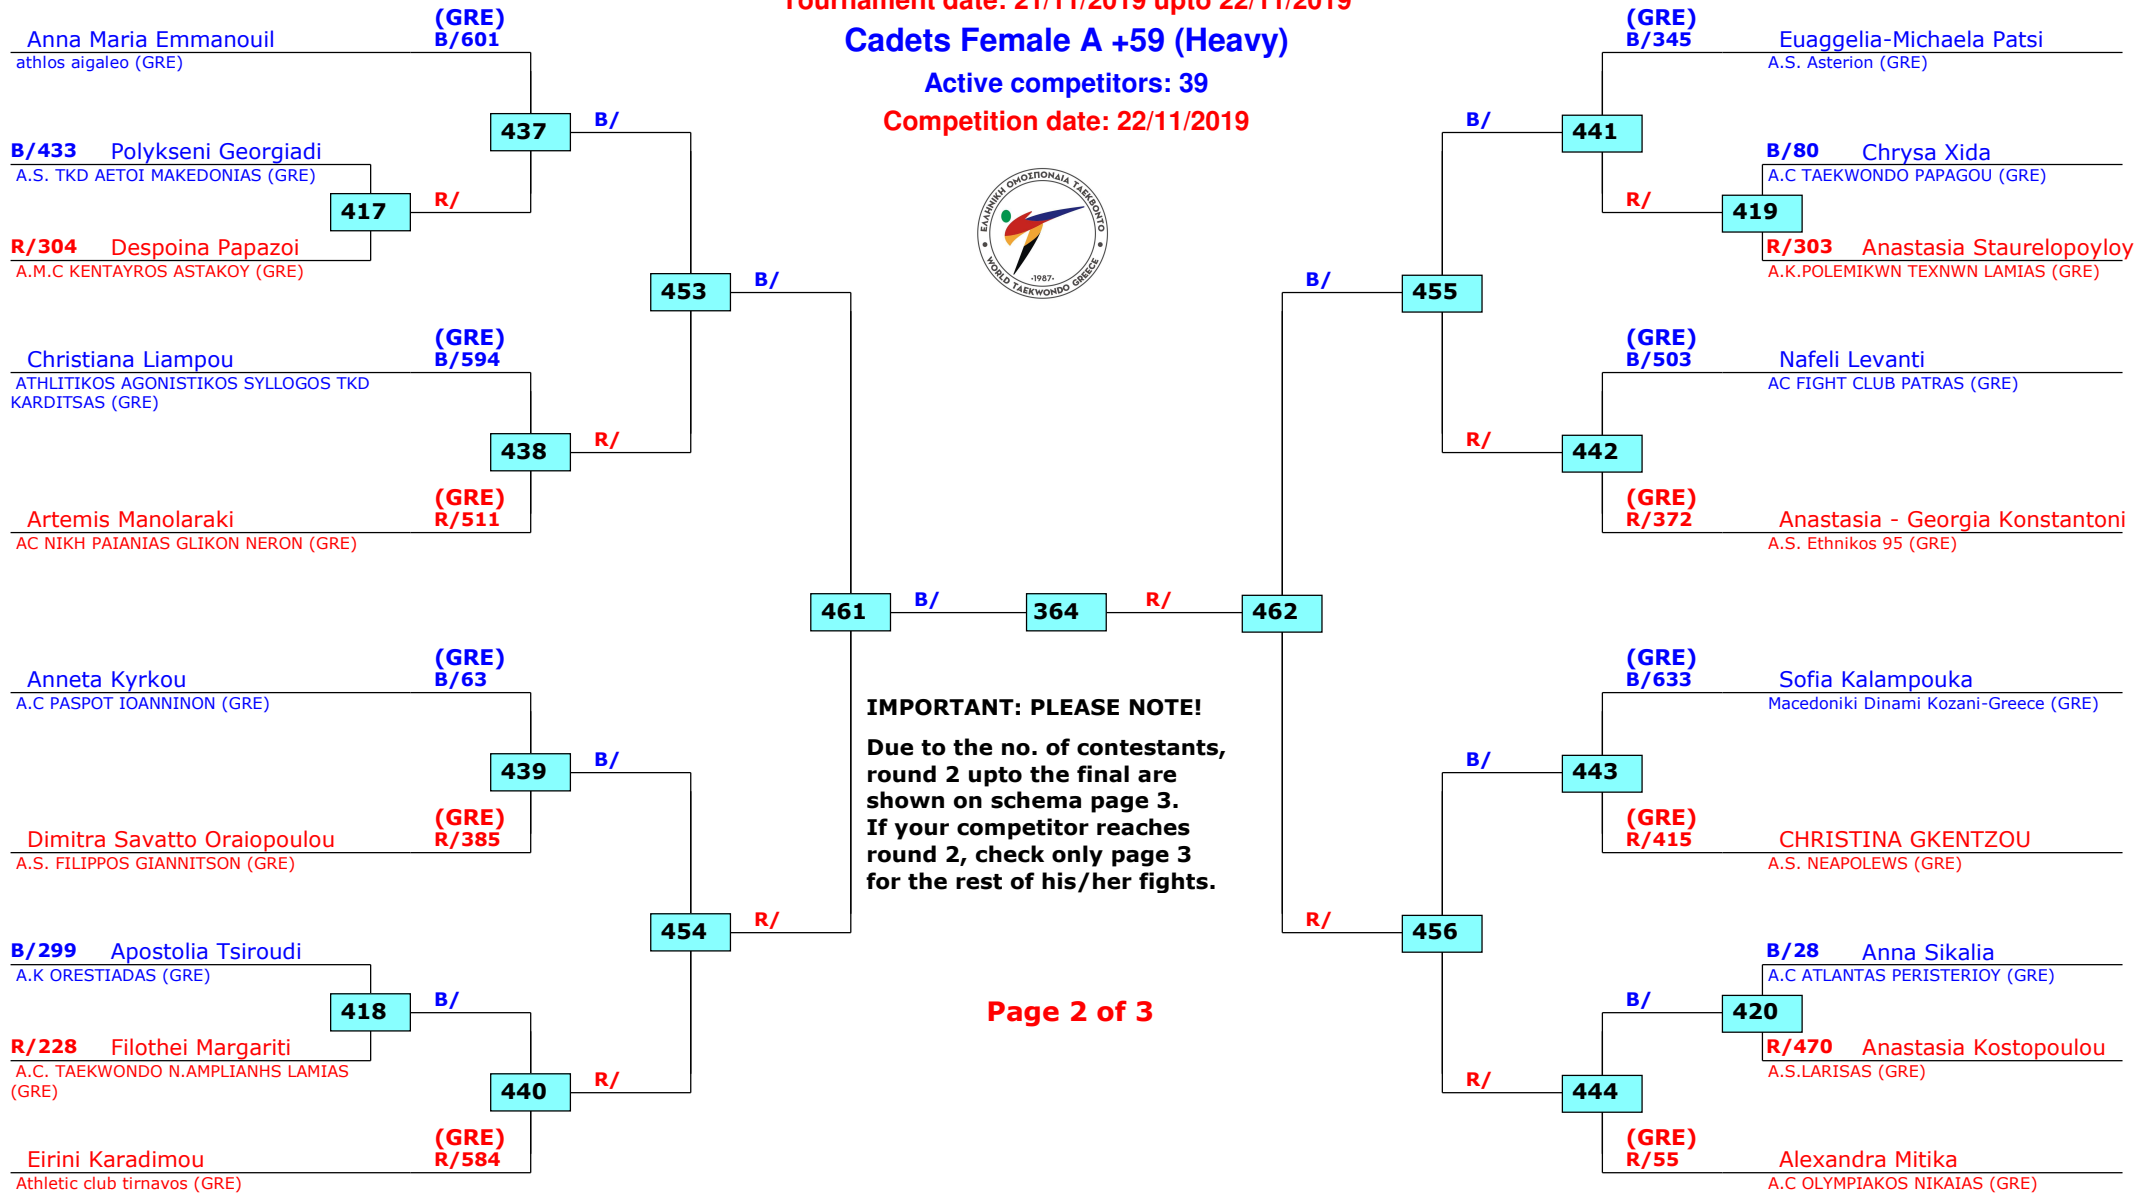 Tournament date: 21/11/2019 upto 22/11/2019
Cadets Female A +59 (Heavy)
Active competitors: 39
Competition date: 22/11/2019
ΕΛΛΗΝΙΚΗ ΟΜΟΣΠΟΝΔΙΑ ΤΑΕΚΒΟΝΤΟ
·1987·
WORLD TAEKWONDO GREECE
(GRE)
Anna Maria Emmanouil B/601
athlos aigaleo (GRE)
437
B/
B/433 Polykseni Georgiadi
A.S. TKD AETOI MAKEDONIAS (GRE)
417
R/
R/304 Despoina Papazoi
A.M.C KENTAYROS ASTAKOY (GRE)
453
B/
(GRE)
Christiana Liampou B/594
ATHLITIKOS AGONISTIKOS SYLLOGOS TKD
KARDITSAS (GRE)
438
R/
(GRE)
Artemis Manolaraki R/511
AC NIKH PAIANIAS GLIKON NERON (GRE)
461
B/
364
R/
462
(GRE)
Anneta Kyrkou B/63
A.C PASPOT IOANNINON (GRE)
439
B/
(GRE)
Dimitra Savatto Oraiopoulou R/385
A.S. FILIPPOS GIANNITSON (GRE)
454
R/
B/299 Apostolia Tsiroudi
A.K ORESTIADAS (GRE)
418
B/
R/228 Filothei Margariti
A.C. TAEKWONDO N.AMPLIANHS LAMIAS
(GRE)
440
R/
(GRE)
Eirini Karadimou R/584
Athletic club tirnavos (GRE)
IMPORTANT: PLEASE NOTE!
Due to the no. of contestants,
round 2 upto the final are
shown on schema page 3.
If your competitor reaches
round 2, check only page 3
for the rest of his/her fights.
Page 2 of 3
(GRE)
B/345 Euaggelia-Michaela Patsi
A.S. Asterion (GRE)
B/
441
B/80 Chrysa Xida
A.C TAEKWONDO PAPAGOU (GRE)
R/
419
R/303 Anastasia Staurelopoyloy
A.K.POLEMIKWN TEXNWN LAMIAS (GRE)
B/
455
(GRE)
B/503 Nafeli Levanti
AC FIGHT CLUB PATRAS (GRE)
R/
442
(GRE)
R/372 Anastasia - Georgia Konstantoni
A.S. Ethnikos 95 (GRE)
(GRE)
B/633 Sofia Kalampouka
Macedoniki Dinami Kozani-Greece (GRE)
B/
443
(GRE)
R/415 CHRISTINA GKENTZOU
A.S. NEAPOLEWS (GRE)
R/
456
B/28 Anna Sikalia
A.C ATLANTAS PERISTERIOY (GRE)
B/
420
R/470 Anastasia Kostopoulou
A.S.LARISAS (GRE)
R/
444
(GRE)
R/55 Alexandra Mitika
A.C OLYMPIAKOS NIKAIAS (GRE)